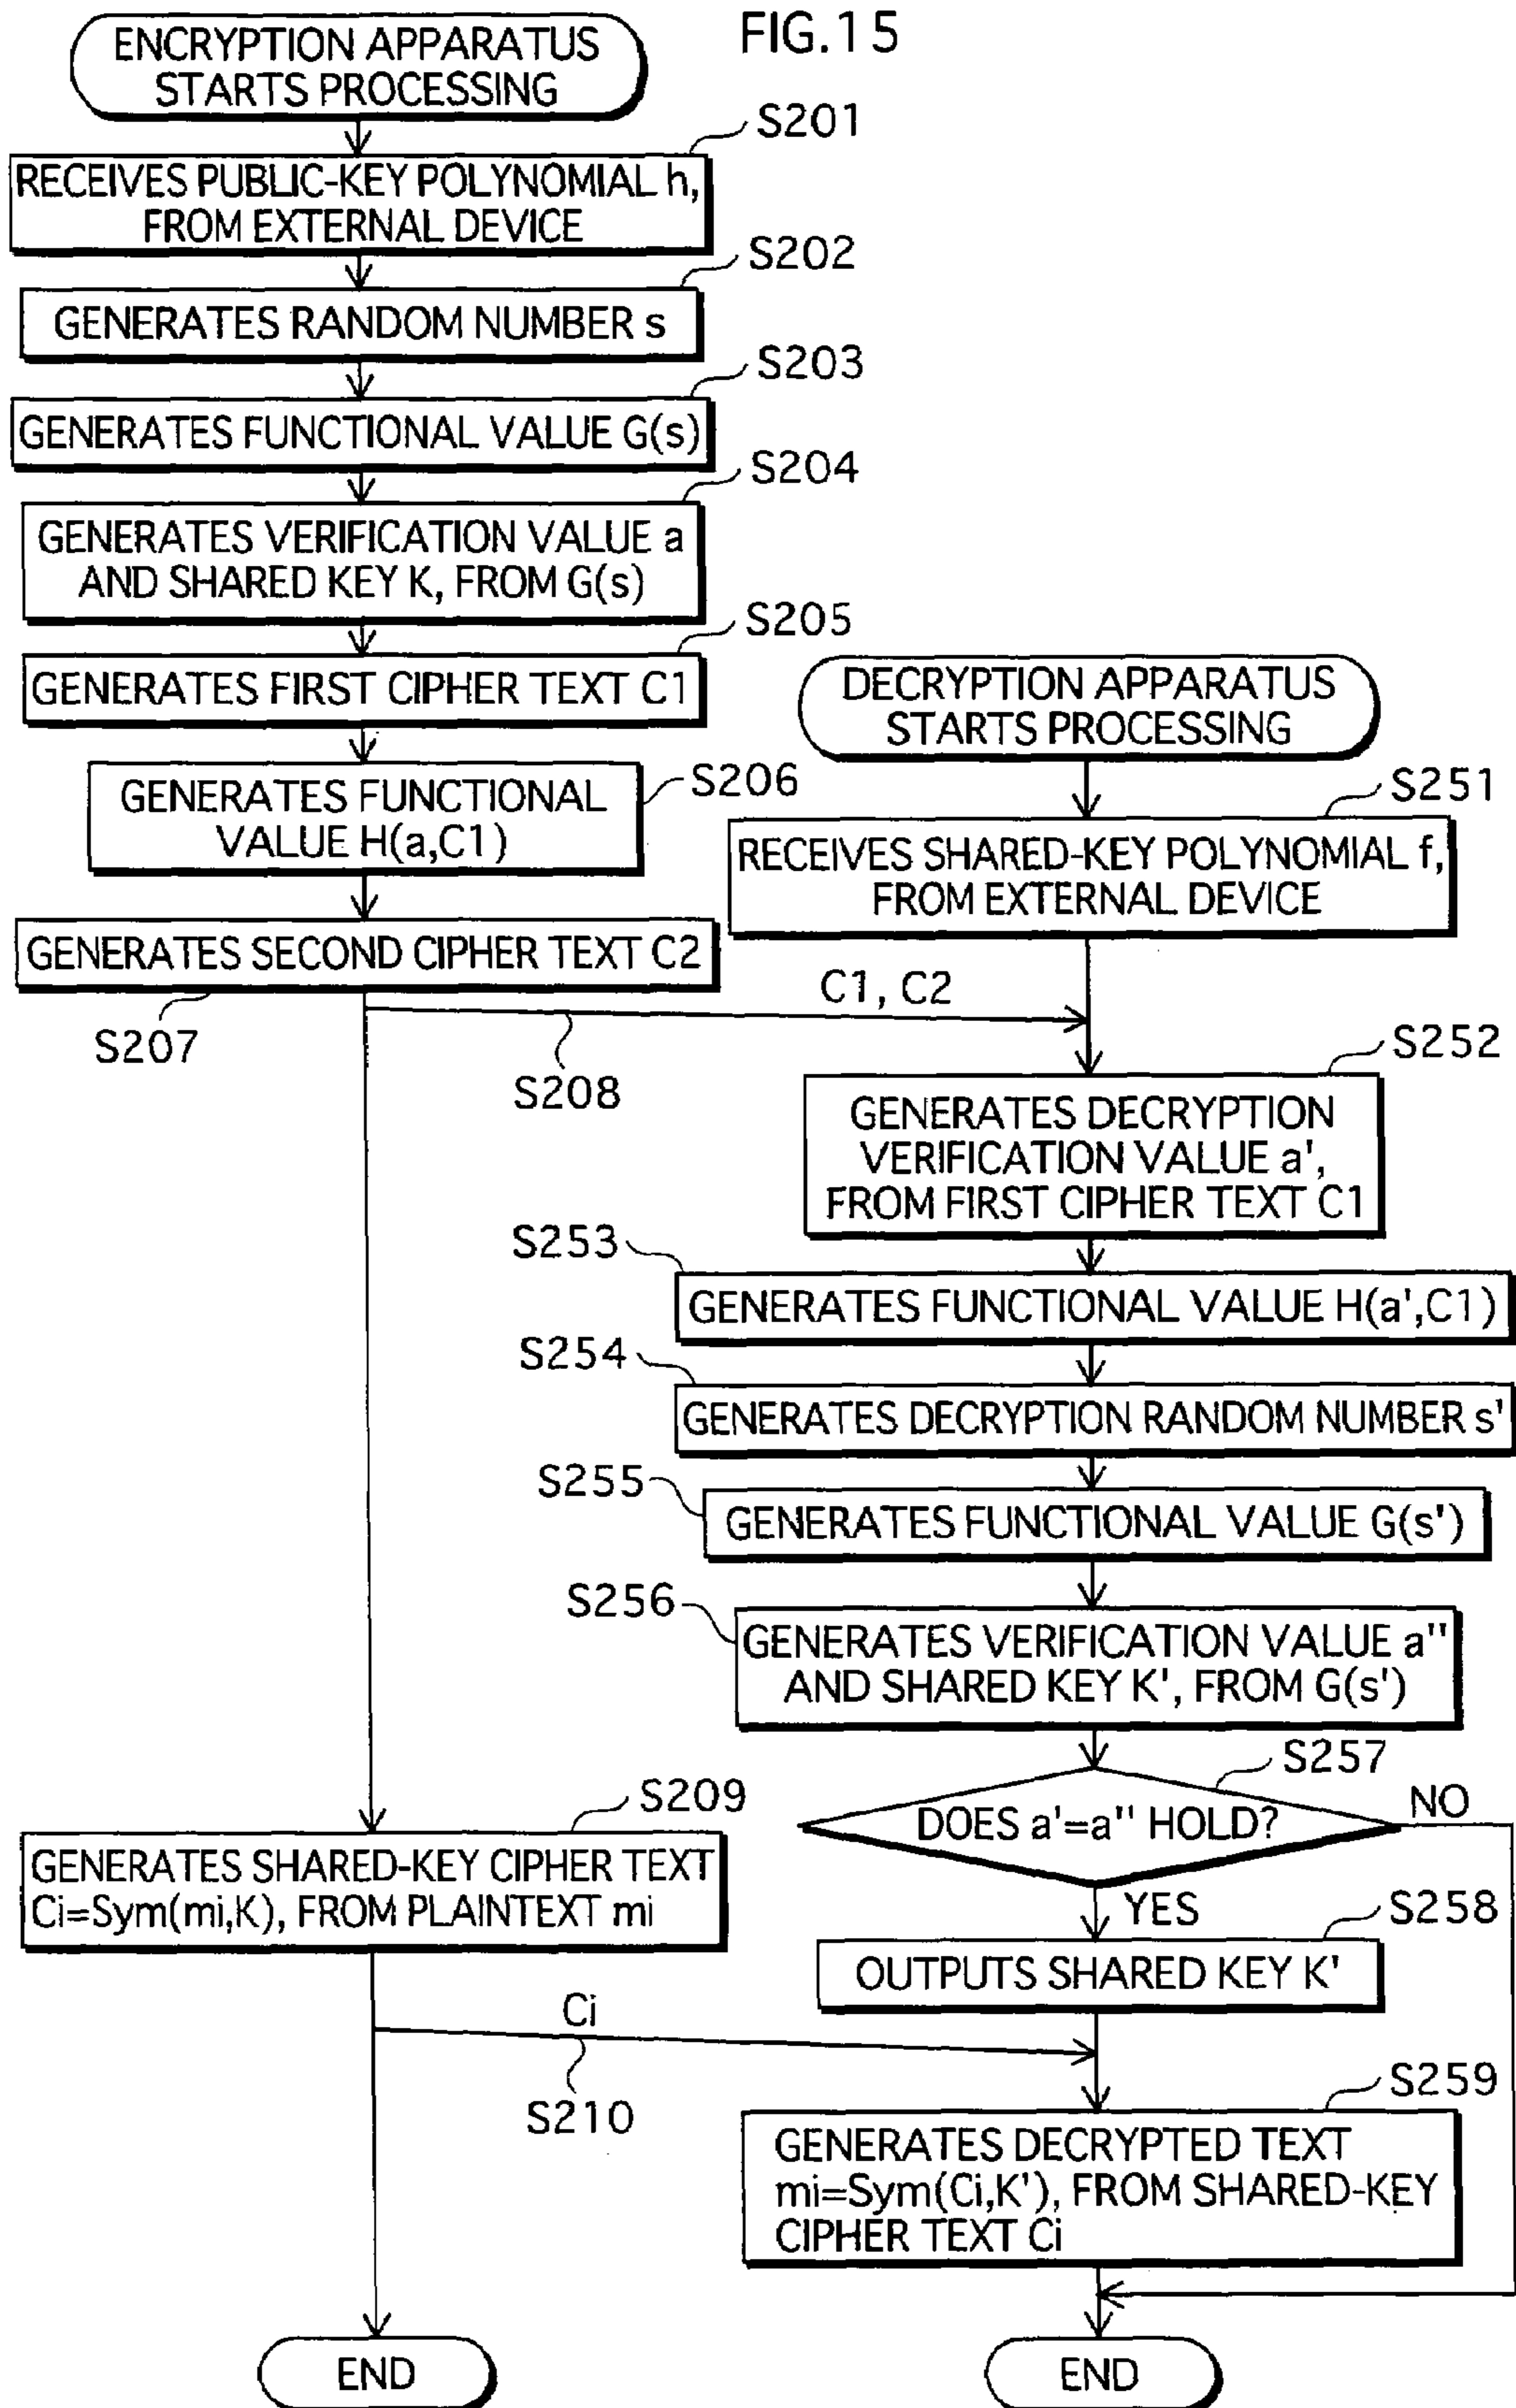 FIG.15
ENCRYPTION APPARATUS
STARTS PROCESSING
S201
RECEIVES PUBLIC-KEY POLYNOMIAL h,
FROM EXTERNAL DEVICE
S202
GENERATES RANDOM NUMBER s
S203
GENERATES FUNCTIONAL VALUE G(s)
S204
GENERATES VERIFICATION VALUE a
AND SHARED KEY K, FROM G(s)
S205
GENERATES FIRST CIPHER TEXT C1
S206
GENERATES FUNCTIONAL
VALUE H(a,C1)
GENERATES SECOND CIPHER TEXT C2
S207
S208
C1, C2
DECRYPTION APPARATUS
STARTS PROCESSING
S251
RECEIVES SHARED-KEY POLYNOMIAL f,
FROM EXTERNAL DEVICE
S252
GENERATES DECRYPTION
VERIFICATION VALUE a',
FROM FIRST CIPHER TEXT C1
S253
GENERATES FUNCTIONAL VALUE H(a',C1)
S254
GENERATES DECRYPTION RANDOM NUMBER s'
S255
GENERATES FUNCTIONAL VALUE G(s')
S256
GENERATES VERIFICATION VALUE a''
AND SHARED KEY K', FROM G(s')
S257
DOES a'=a'' HOLD?
NO
YES
S258
OUTPUTS SHARED KEY K'
S209
GENERATES SHARED-KEY CIPHER TEXT
Ci=Sym(mi,K), FROM PLAINTEXT mi
Ci
S210
S259
GENERATES DECRYPTED TEXT
mi=Sym(Ci,K'), FROM SHARED-KEY
CIPHER TEXT Ci
END
END